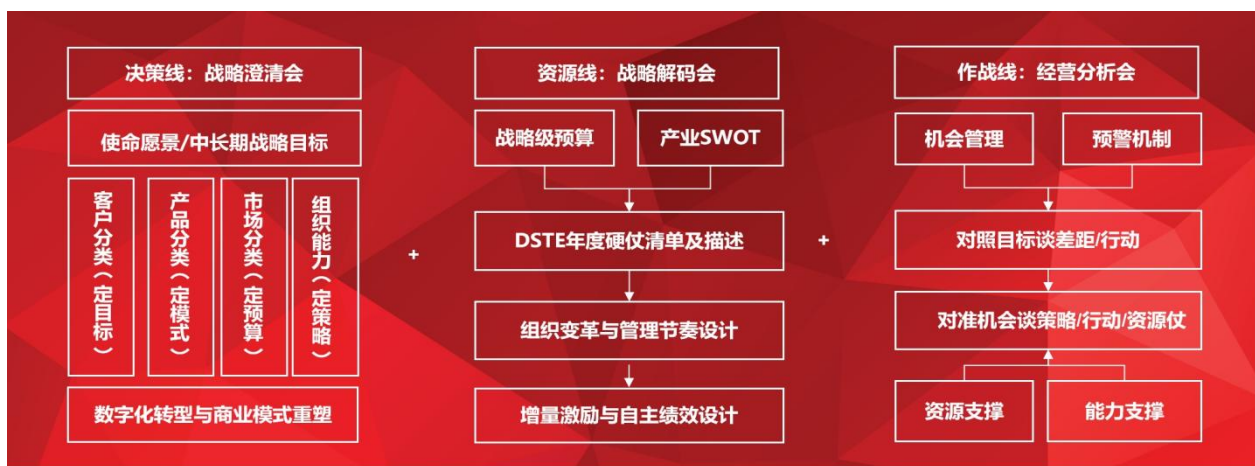 决策线：战略澄清会
使命愿景/中长期战略目标
客户分类（定目标）
产品分类（定模式）
市场分类（定预算）
组织能力（定策略）
数字化转型与商业模式重塑
+
资源线：战略解码会
战略级预算
产业SWOT
DSTE年度硬仗清单及描述
组织变革与管理节奏设计
增量激励与自主绩效设计
+
作战线：经营分析会
机会管理
预警机制
对照目标谈差距/行动
对准机会谈策略/行动/资源仗
资源支撑
能力支撑